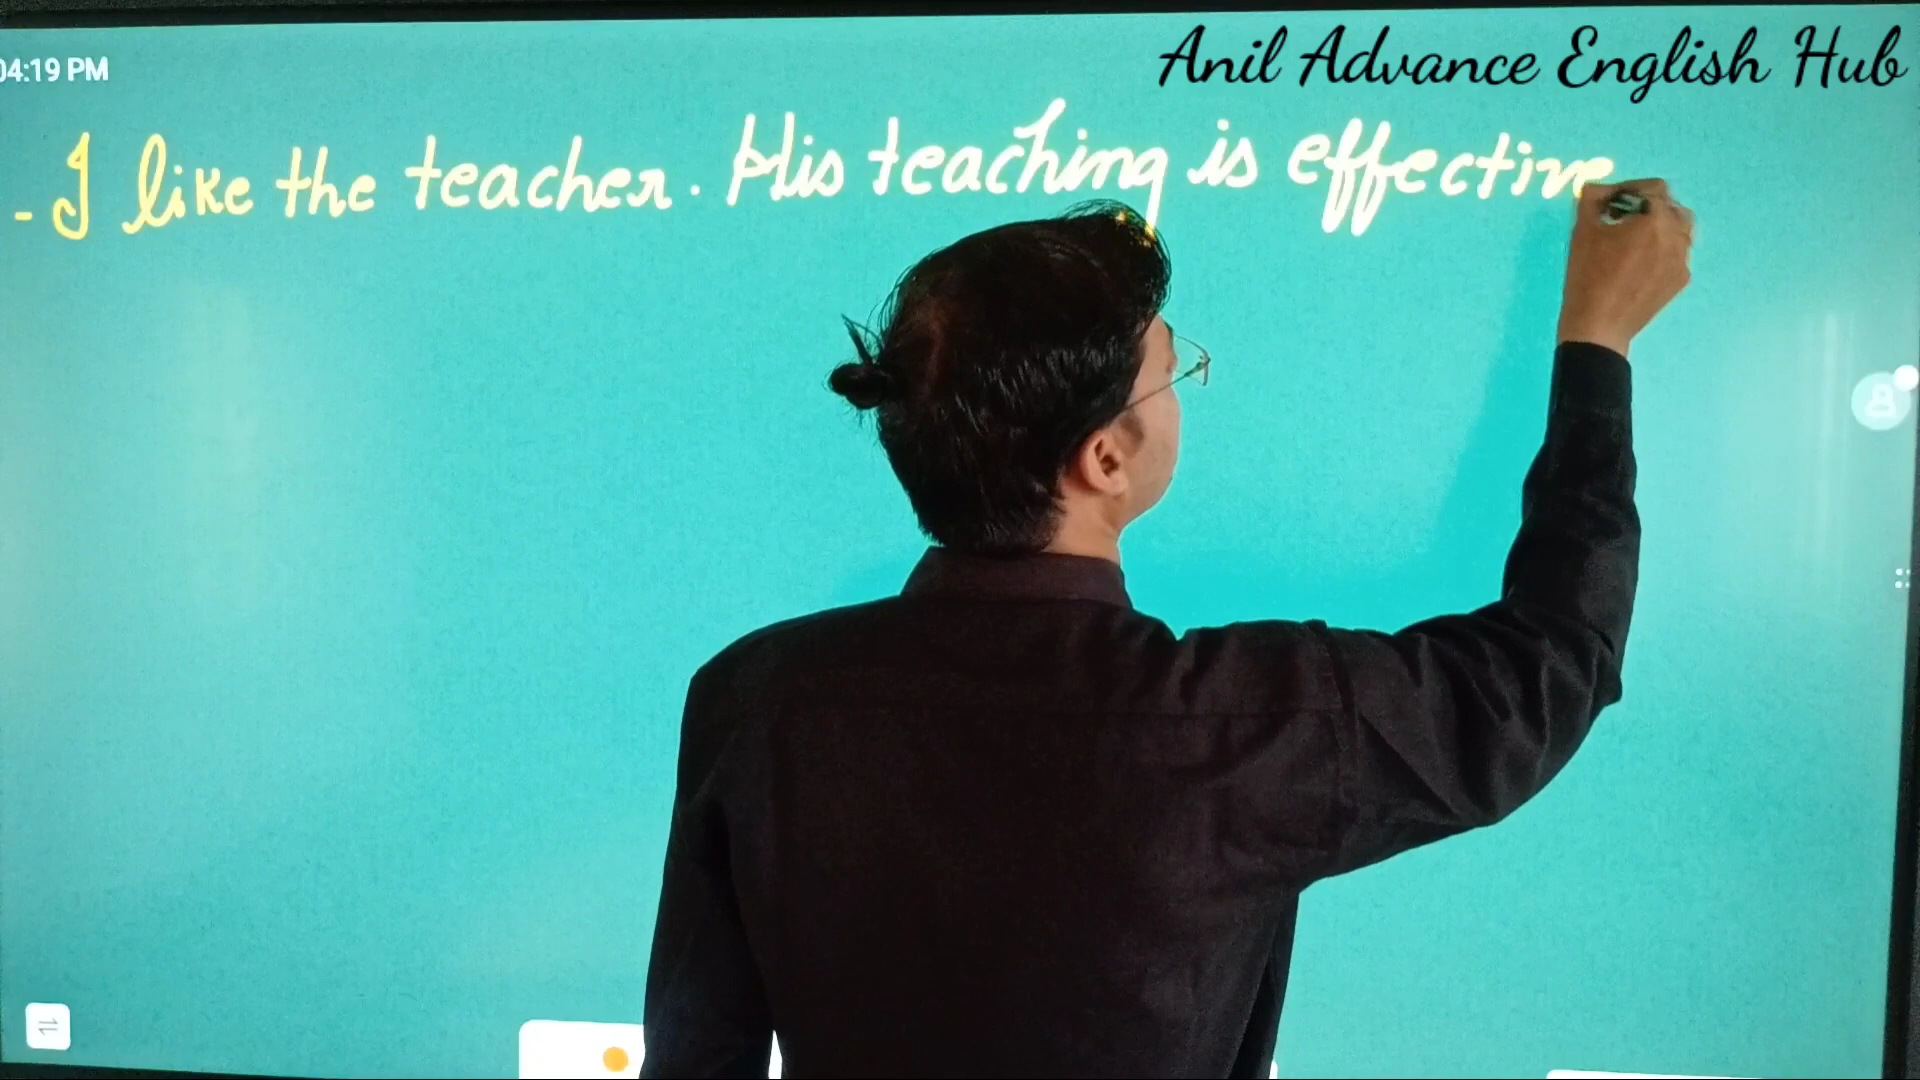 Anil Advance English Hub
04:19 PM
- I like the teacher. His teaching is effective